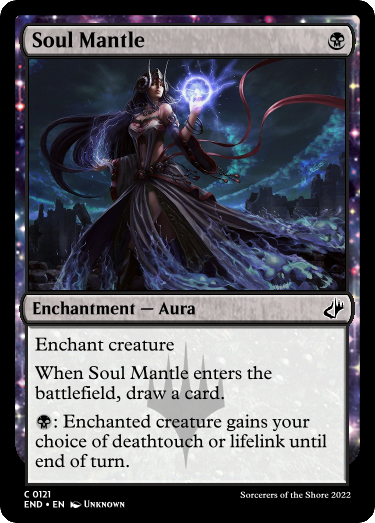 Soul Mantle
Enchantment — Aura
Enchant creature
When Soul Mantle enters the
battlefield, draw a card.
: Enchanted creature gains your
choice of deathtouch or lifelink until
end of turn.
C 0121
END • EN Unknown
Sorcerers of the Shore 2022